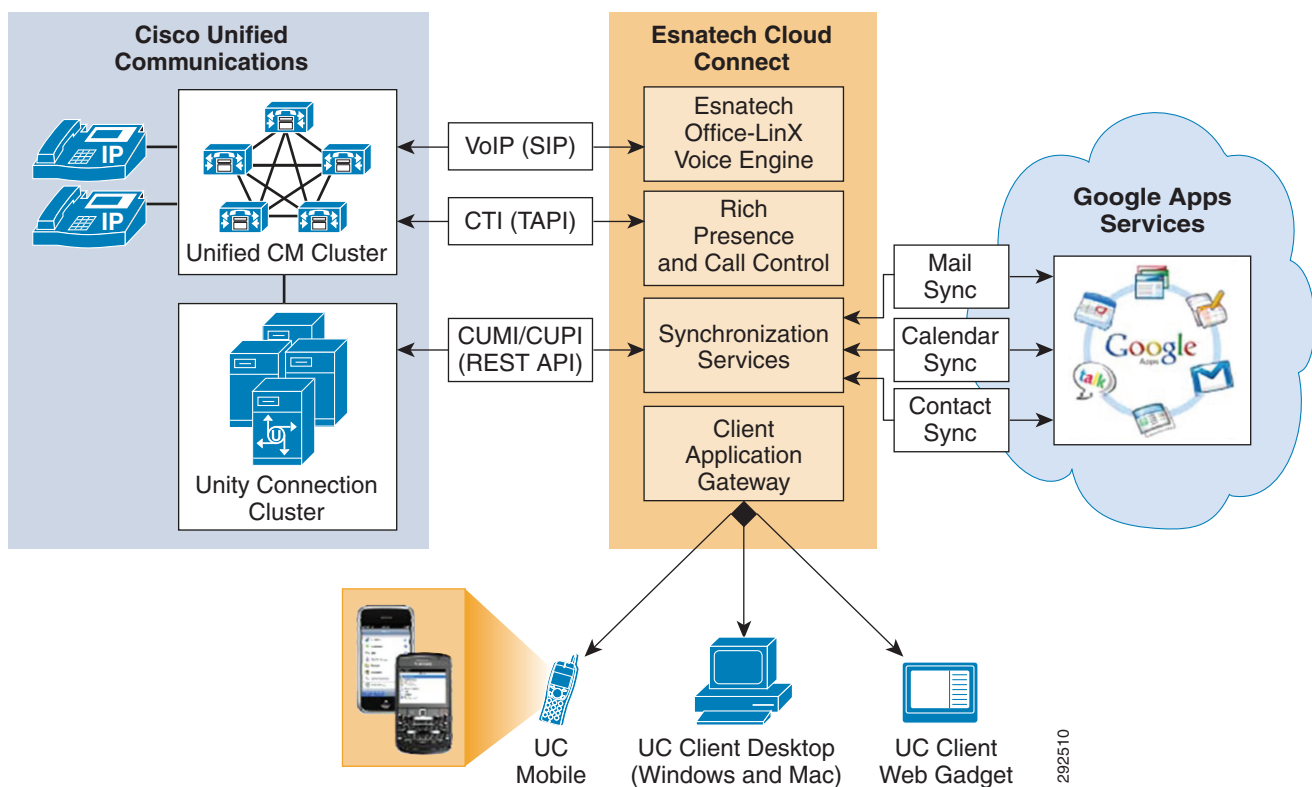 Cisco Unified
Communications
IP
IP
Unified CM Cluster
U
Unity Connection
Cluster
VoIP (SIP)
CTI (TAPI)
CUMI/CUPI
(REST API)
Esnatech Cloud
Connect
Esnatech
Office-LinX
Voice Engine
Rich
Presence
and Call Control
Synchronization
Services
Client
Application
Gateway
Mail
Sync
Calendar
Sync
Contact
Sync
Google Apps
Services
Google
Apps
talk
UC
Mobile
UC Client Desktop
(Windows and Mac)
UC Client
Web Gadget
292510